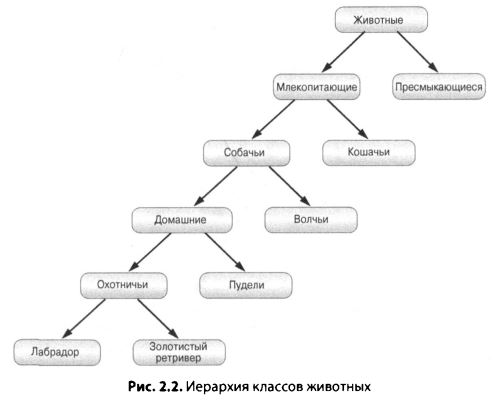 Животные
Млекопитающие
Пресмыкающиеся
Собачьи
Кошачьи
Домашние
Волчьи
Охотничьи
Пудели
Лабрадор
Золотистый
ретривер
Рис. 2.2. Иерархия классов животных